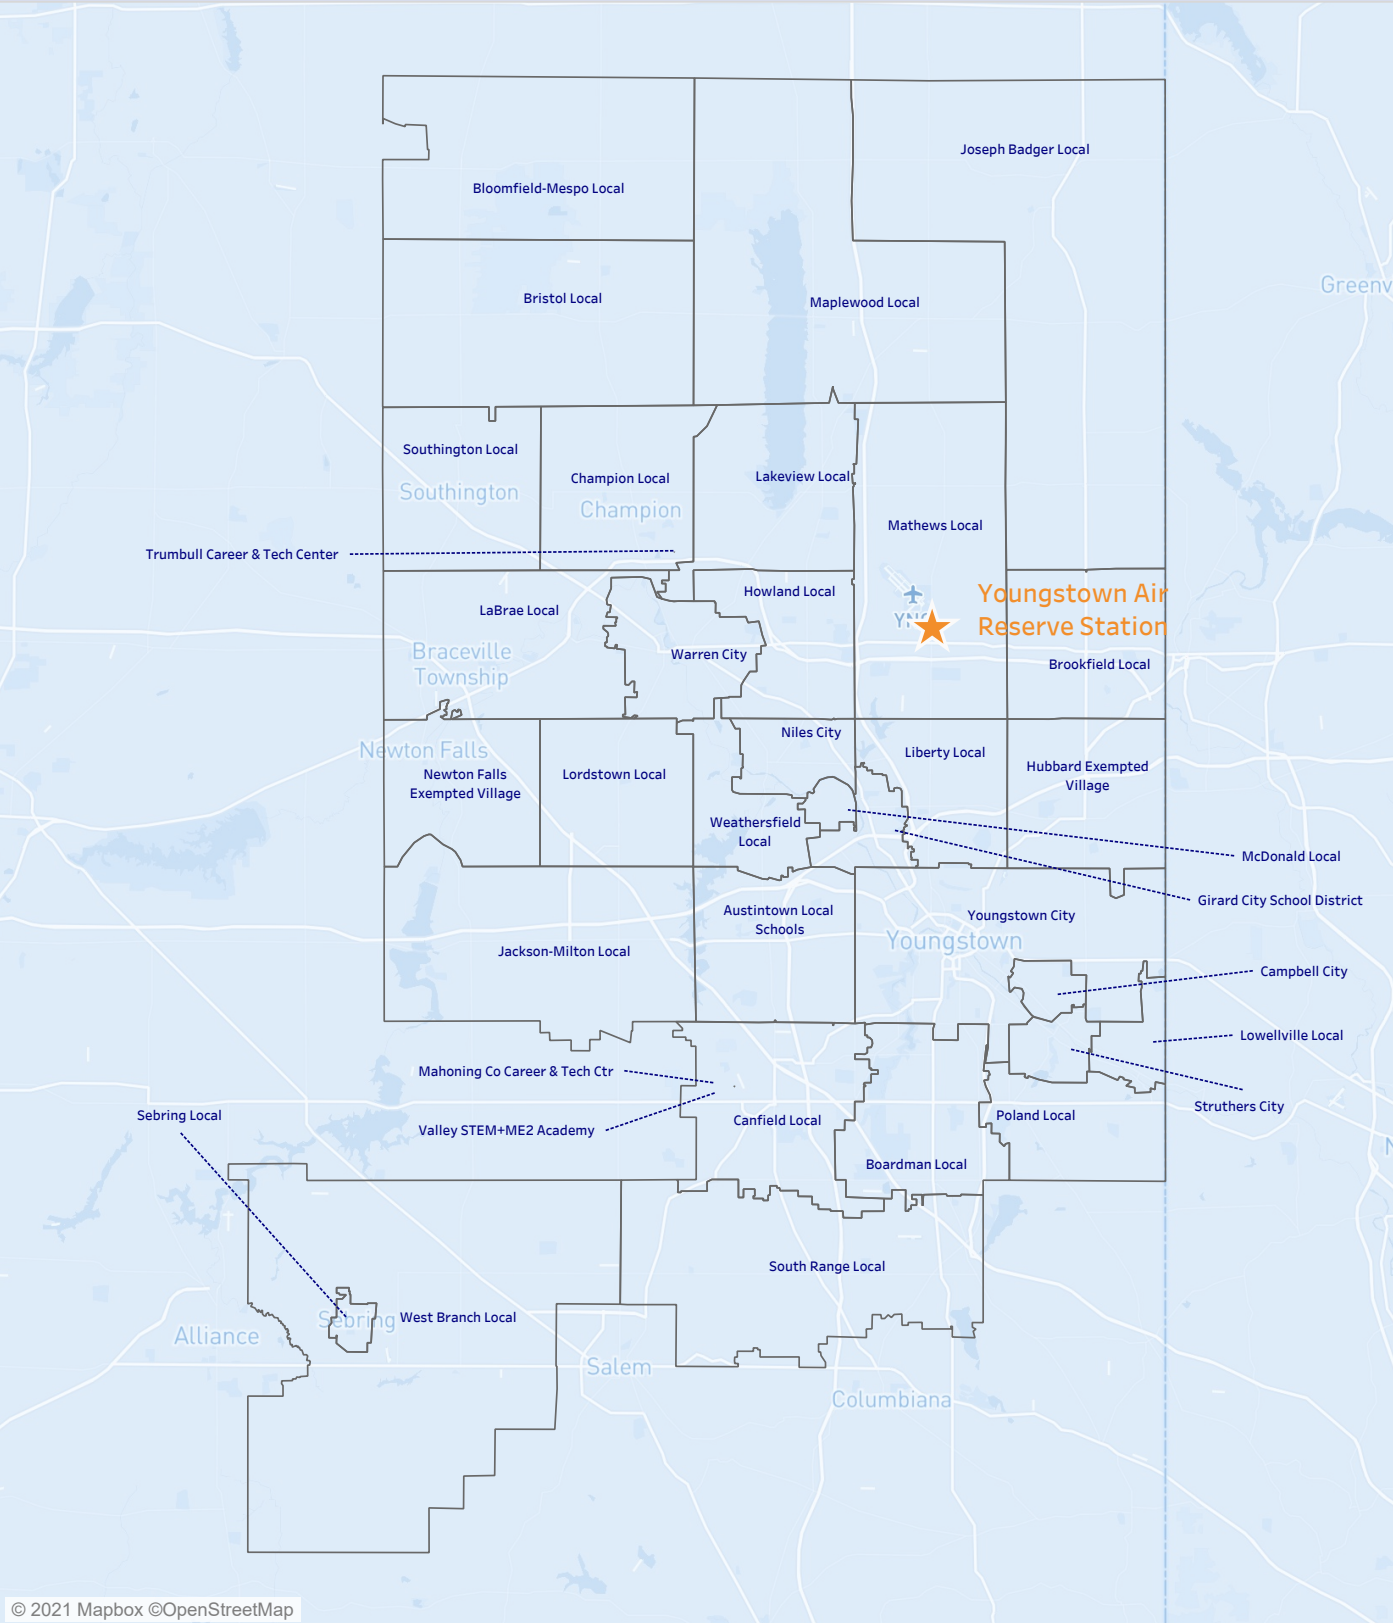 Joseph Badger Local
Bloomfield-Mespo Local
Greenv
Bristol Local
Maplewood Local
Southington Local
Southington
Champion Local
Champion
Lakeview Local
Mathews Local
Trumbull Career & Tech Center
LaBrae Local
Howland Local
Youngstown Air
Reserve Station
Braceville
Township
Warren City
Brookfield Local
Newton Falls
Newton Falls
Exempted Village
Lordstown Local
Niles City
Liberty Local
Hubbard Exempted
Village
Weathersfield
Local
McDonald Local
Girard City School District
Austintown Local
Schools
Youngstown City
Youngstown
Jackson-Milton Local
Campbell City
Lowellville Local
Mahoning Co Career & Tech Ctr
Sebring Local
Valley STEM+ME2 Academy
Canfield Local
Poland Local
Struthers City
Boardman Local
South Range Local
Sebring
West Branch Local
Alliance
Salem
Columbiana
© 2021 Mapbox ©OpenStreetMap